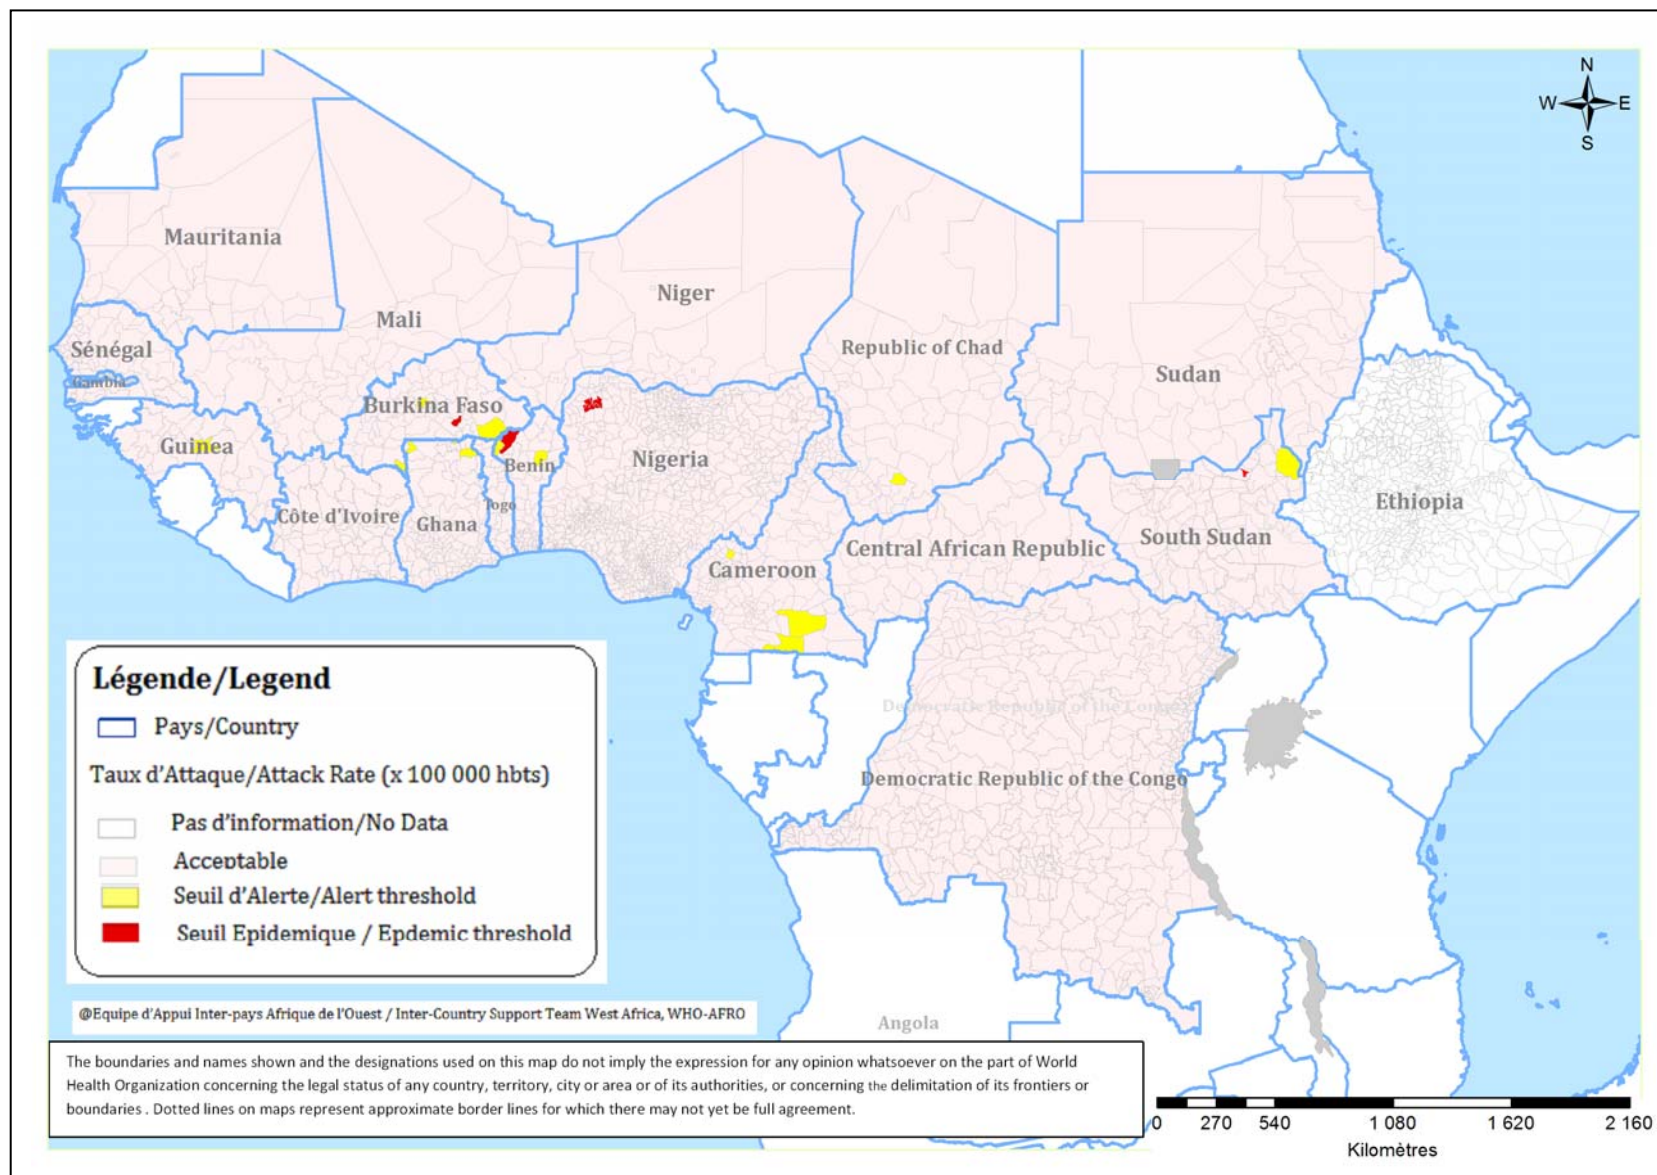 N
W E
S
Mauritania
Mali
Niger
Republic of Chad
Sudan
Sénégal
Gambia
Burkina Faso
Guinea
Benin
Nigeria
Togo
Côte d'Ivoire
Ghana
Cameroon
Central African Republic
South Sudan
Ethiopia
Democratic Republic of the Congo
Democratic Republic of the Congo
Angola
Légende/Legend
Pays/Country
Taux d'Attaque/Attack Rate (x 100 000 hbts)
Pas d'information/No Data
Acceptable
Seuil d'Alerte/Alert threshold
Seuil Epidemique / Epdemic threshold
@Equipe d'Appui Inter-pays Afrique de l'Ouest / Inter-Country Support Team West Africa, WHO-AFRO
The boundaries and names shown and the designations used on this map do not imply the expression for any opinion whatsoever on the part of World
Health Organization concerning the legal status of any country, territory, city or area or of its authorities, or concerning the delimitation of its frontiers or
boundaries . Dotted lines on maps represent approximate border lines for which there may not yet be full agreement.
0 270 540 1 080 1 620 2 160
Kilomètres